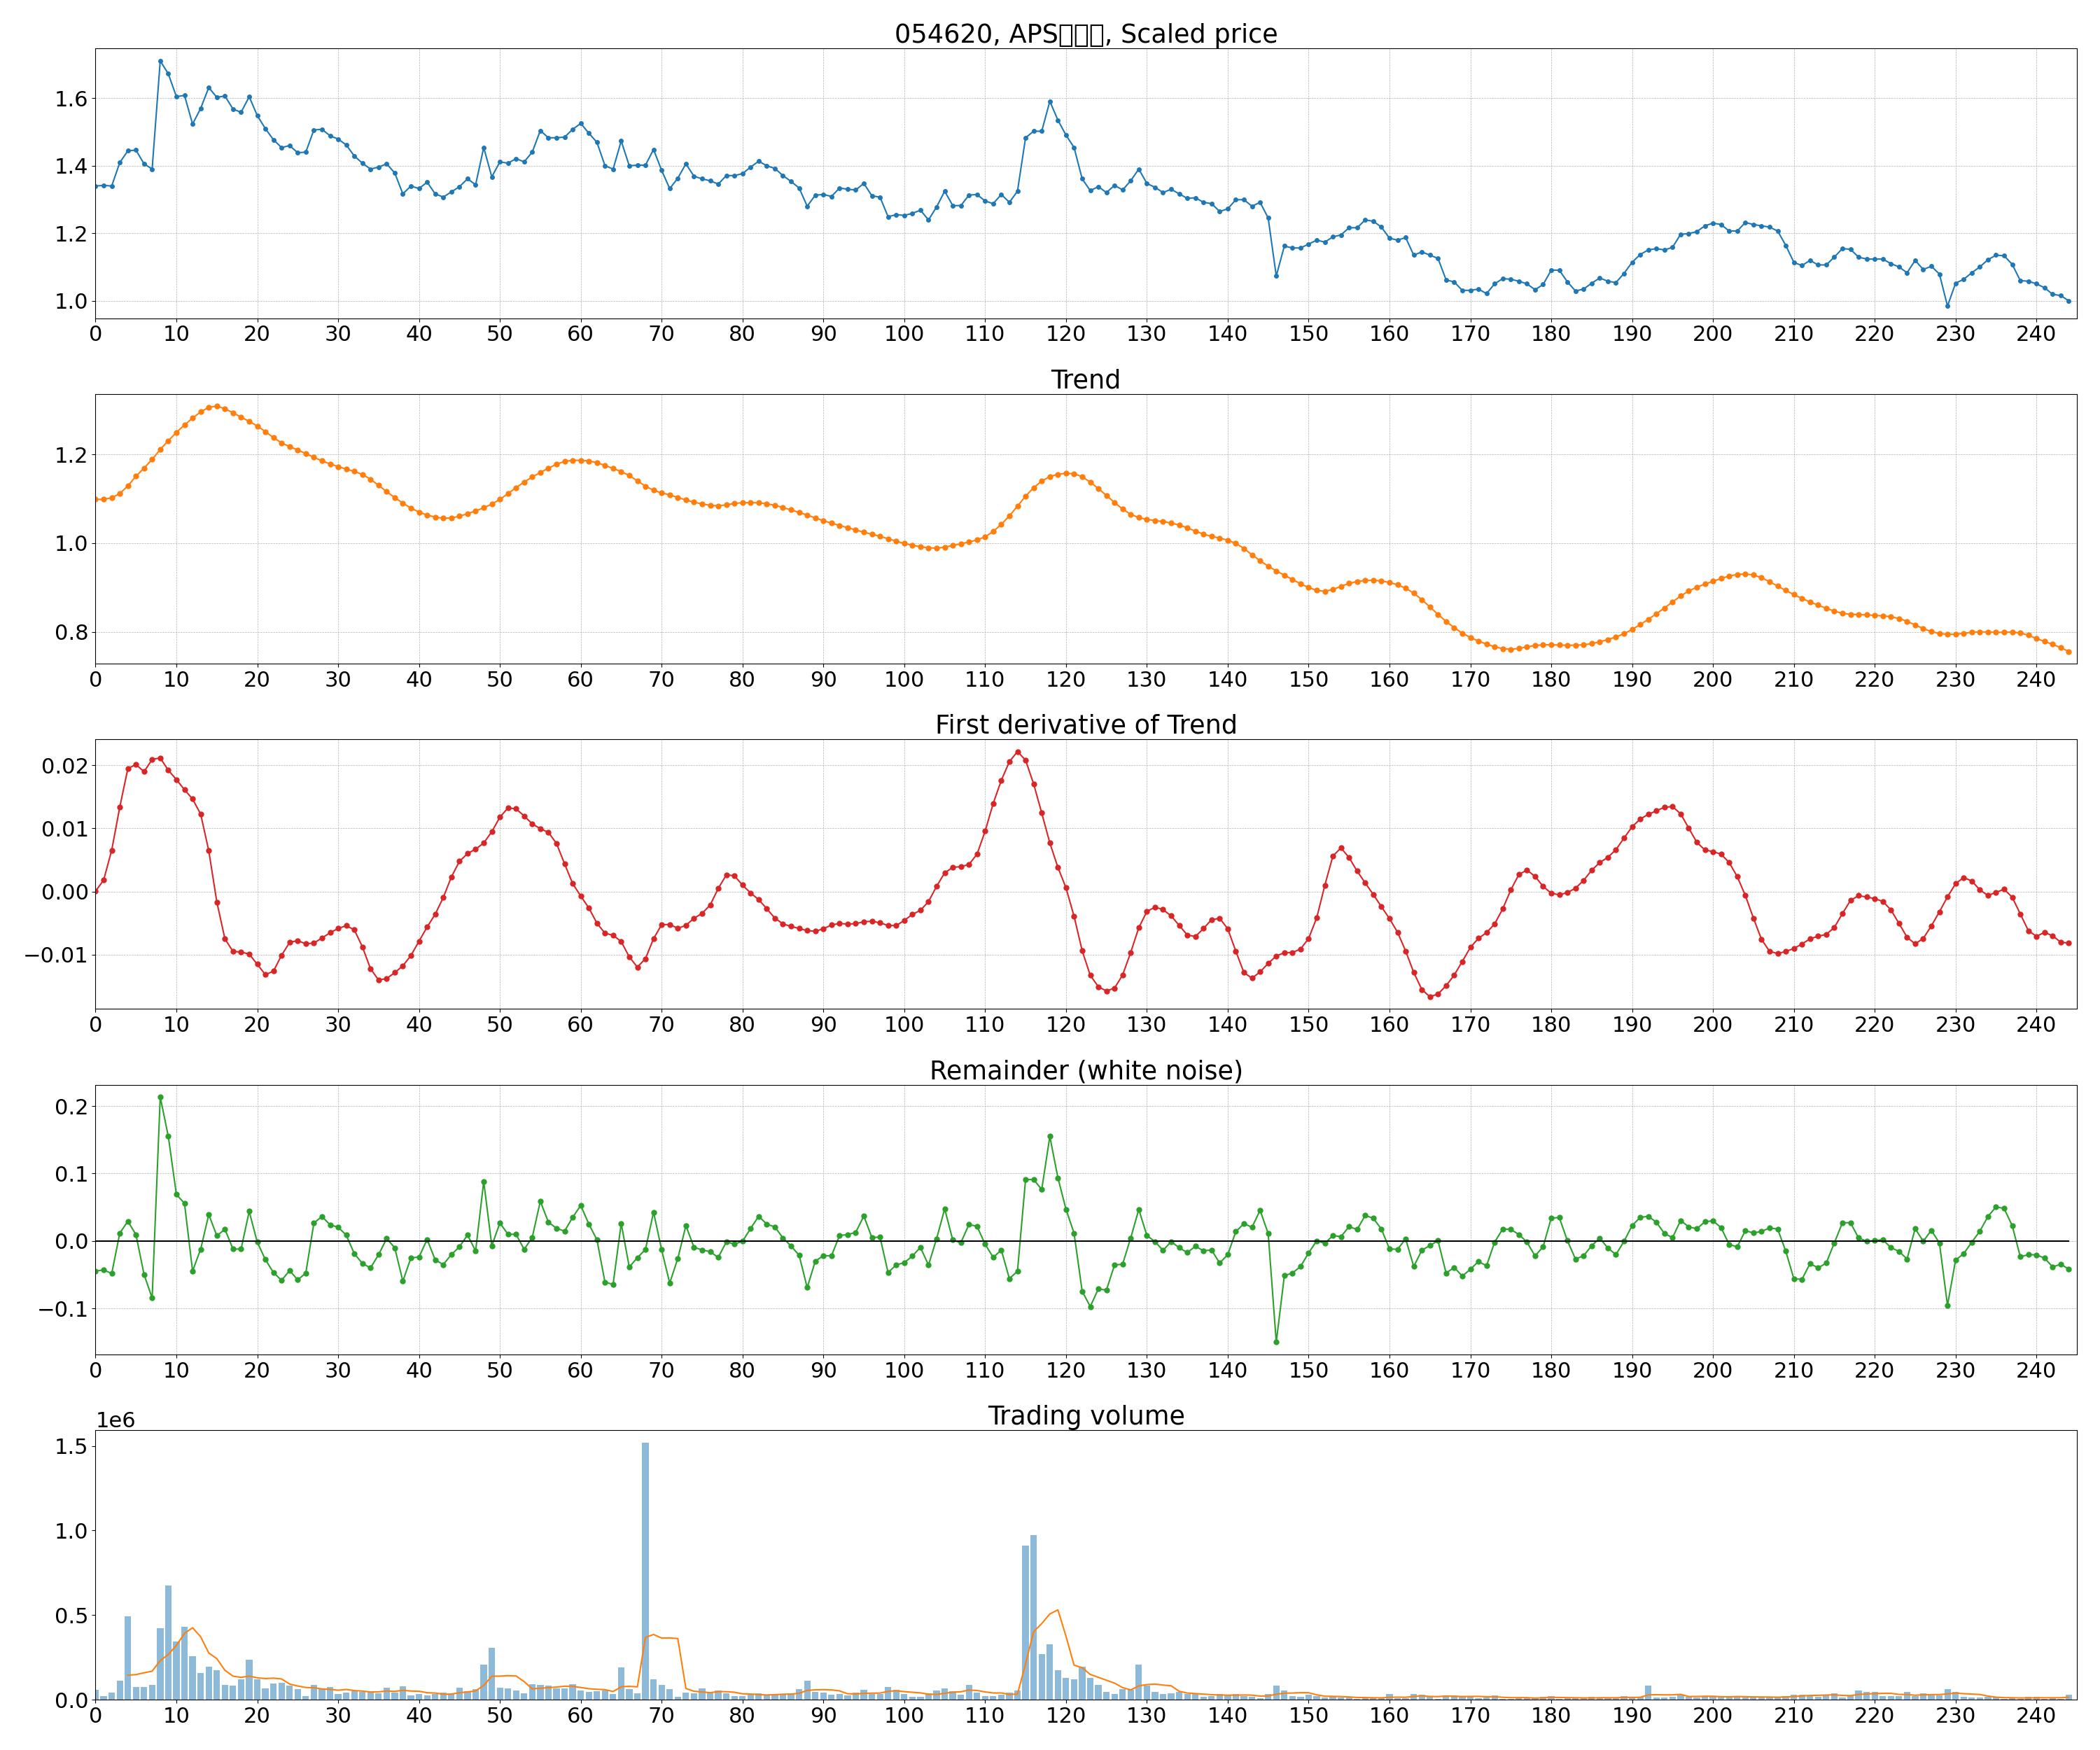 054620, APS□□□, Scaled price
1.6
1.4
1.2
1.0
0 10 20 30 40 50 60 70 80 90 100 110 120 130 140 150 160 170 180 190 200 210 220 230 240
Trend
1.2
1.0
0.8
0 10 20 30 40 50 60 70 80 90 100 110 120 130 140 150 160 170 180 190 200 210 220 230 240
First derivative of Trend
0.02
0.01
0.00
−0.01
0 10 20 30 40 50 60 70 80 90 100 110 120 130 140 150 160 170 180 190 200 210 220 230 240
Remainder (white noise)
0.2
0.1
0.0
−0.1
0 10 20 30 40 50 60 70 80 90 100 110 120 130 140 150 160 170 180 190 200 210 220 230 240
Trading volume
1e6
1.5
1.0
0.5
0.0
0 10 20 30 40 50 60 70 80 90 100 110 120 130 140 150 160 170 180 190 200 210 220 230 240